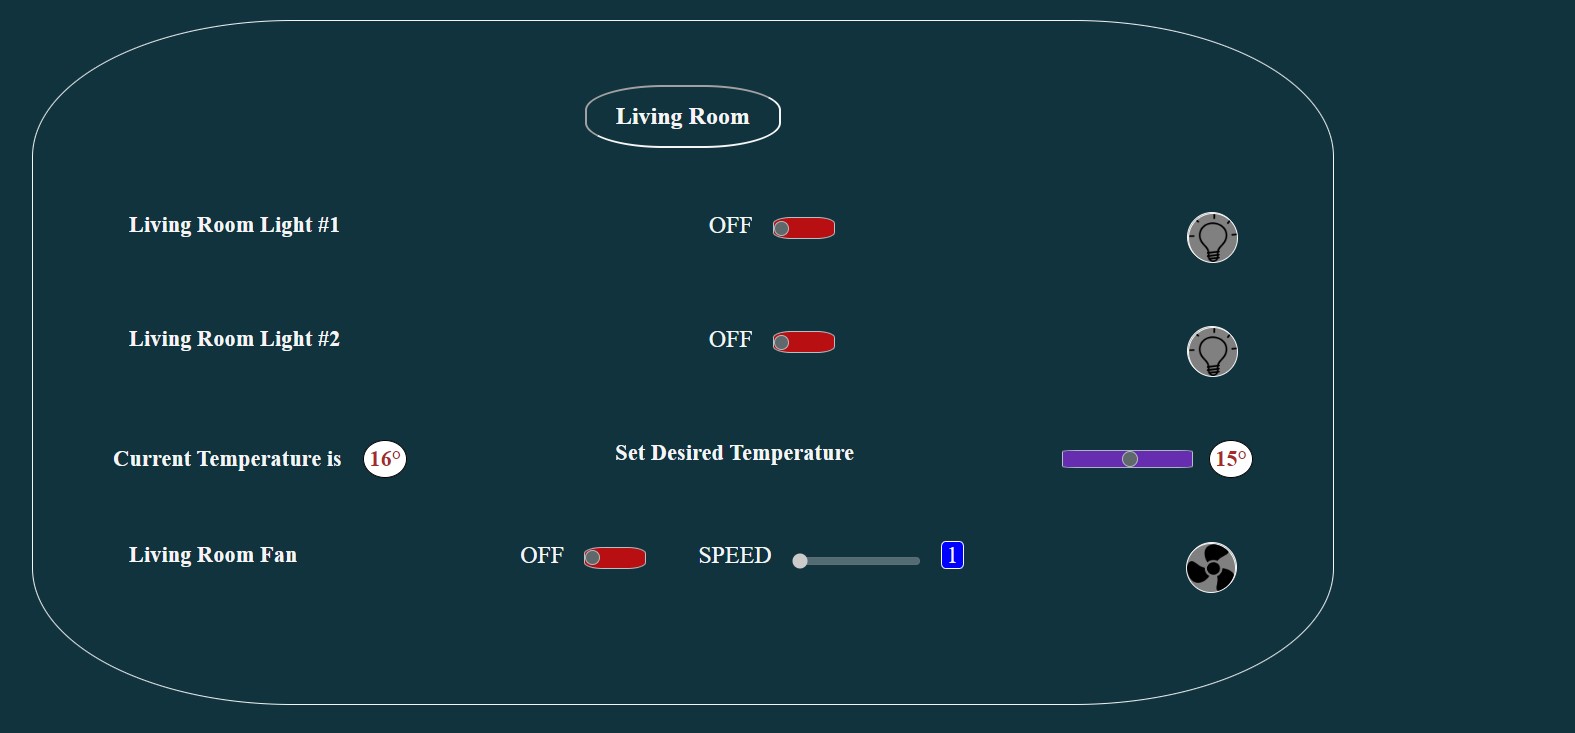 Living Room
Living Room Light #1 OFF
Living Room Light #2 OFF
Current Temperature is 16° Set Desired Temperature 15°
Living Room Fan OFF SPEED 1